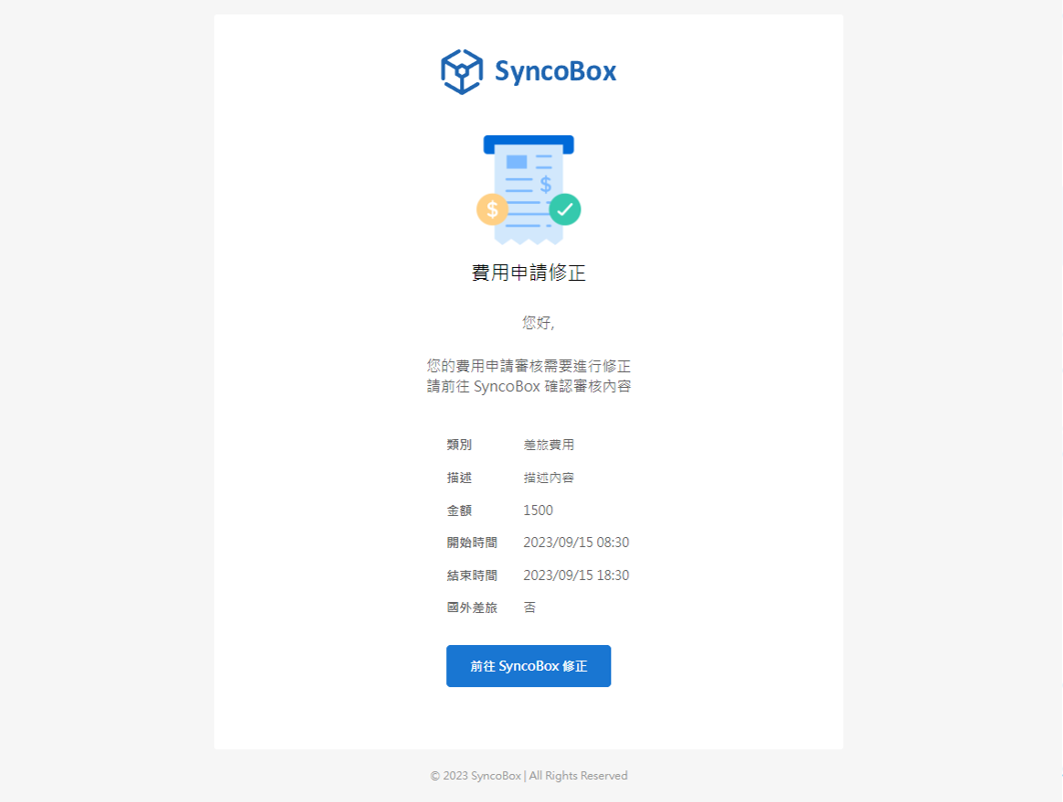 SyncoBox
$
$
費用申請修正
您好,
您的費用申請審核需要進行修正
請前往 SyncoBox 確認審核內容
類別 差旅費用
描述 描述內容
金額 1500
開始時間 2023/09/15 08:30
結束時間 2023/09/15 18:30
國外差旅 否
前往 SyncoBox 修正
© 2023 SyncoBox | All Rights Reserved